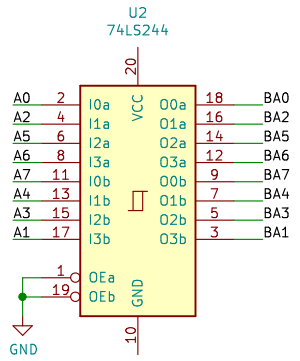 U2
74LS244
20
VCC
A0 2 I0a O0a 18 BA0
A2 4 I1a O1a 16 BA2
A5 6 I2a O2a 14 BA5
A6 8 I3a O3a 12 BA6
A7 11 I0b O0b 9 BA7
A4 13 I1b O1b 7 BA4
A3 15 I2b O2b 5 BA3
A1 17 I3b O3b 3 BA1
1 OEa
19 OEb
GND
10
GND